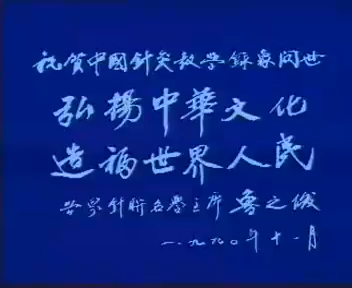 祝賀中國針灸教學錄象问世
弘揚中華文化
造福世界人民
世界針联名譽主席 魯之俊
一九九〇年十一月